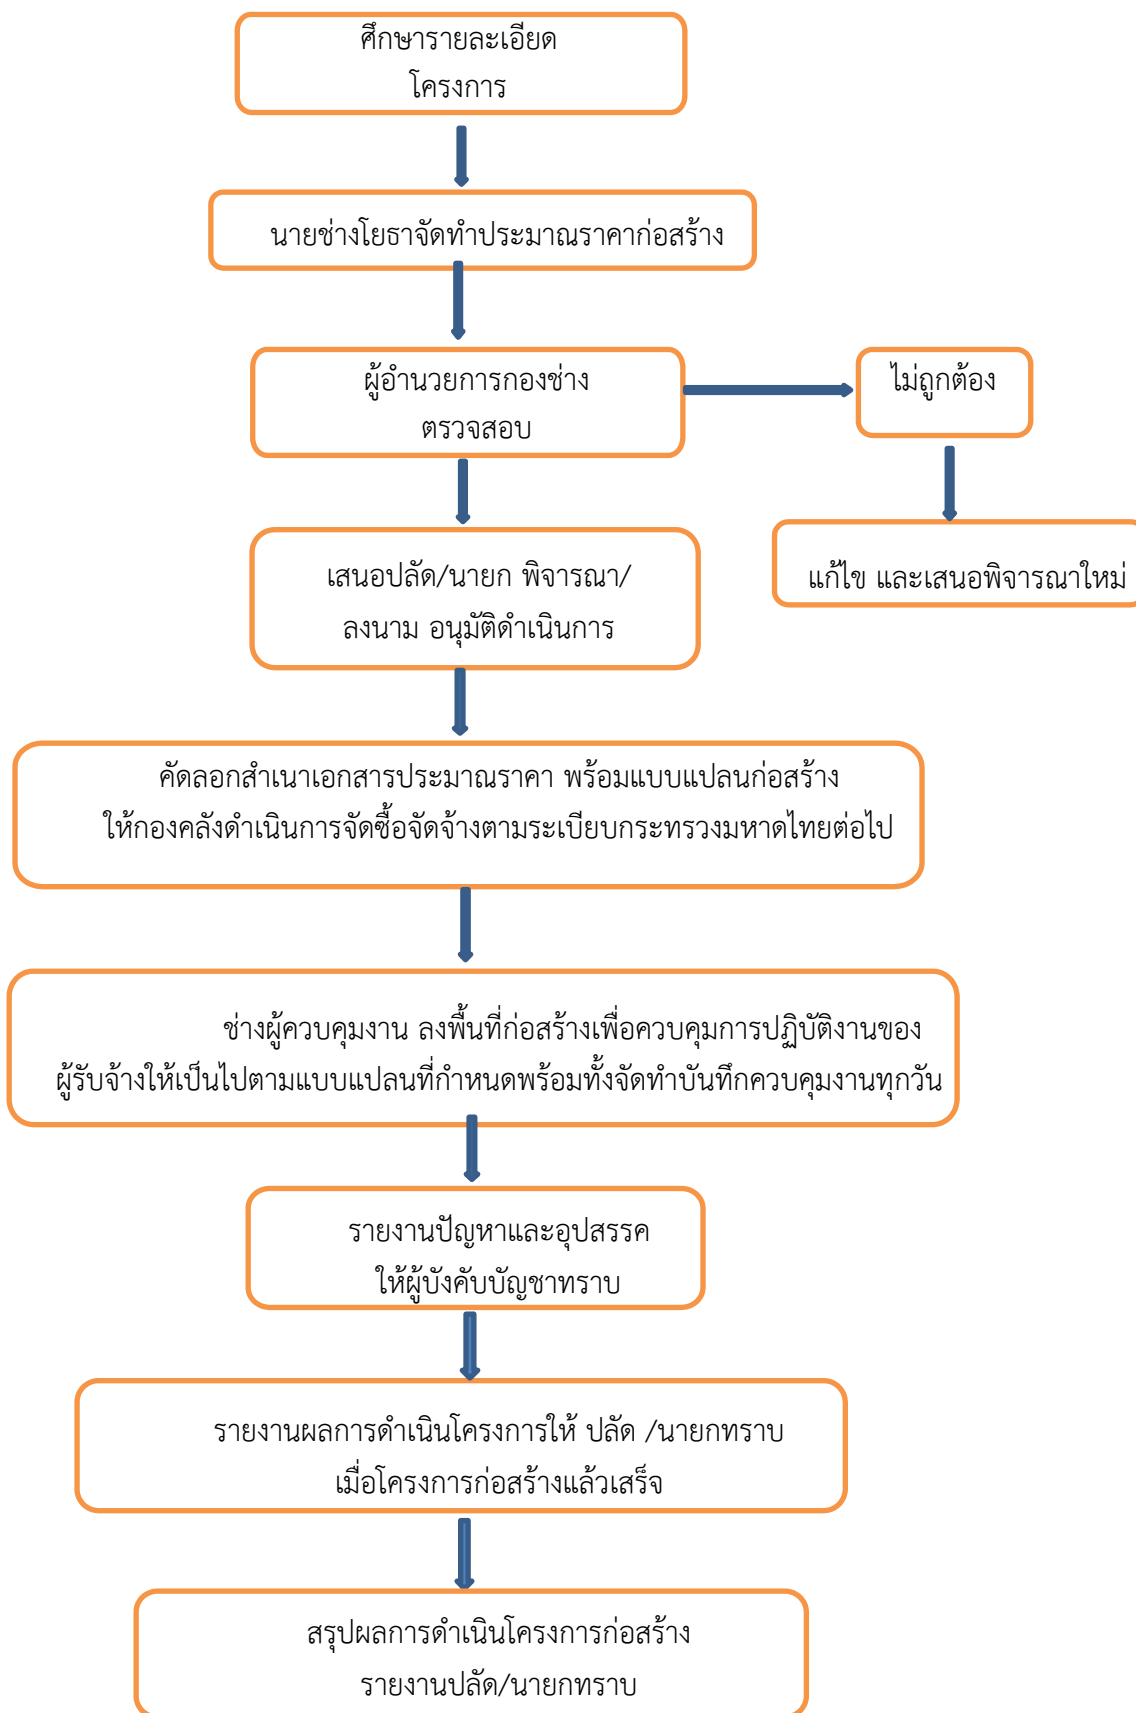 ศึกษารายละเอียด
โครงการ
นายช่างโยธาจัดทำประมาณราคาก่อสร้าง
ผู้อำนวยการกองช่าง
ตรวจสอบ
ไม่ถูกต้อง
เสนอปลัด/นายก พิจารณา/
ลงนาม อนุมัติดำเนินการ
แก้ไข และเสนอพิจารณาใหม่
คัดลอกสำเนาเอกสารประมาณราคา พร้อมแบบแปลนก่อสร้าง
ให้กองคลังดำเนินการจัดซื้อจัดจ้างตามระเบียบกระทรวงมหาดไทยต่อไป
ช่างผู้ควบคุมงาน ลงพื้นที่ก่อสร้างเพื่อควบคุมการปฏิบัติงานของ
ผู้รับจ้างให้เป็นไปตามแบบแปลนที่กำหนดพร้อมทั้งจัดทำบันทึกควบคุมงานทุกวัน
รายงานปัญหาและอุปสรรค
ให้ผู้บังคับบัญชาทราบ
รายงานผลการดำเนินโครงการให้ ปลัด /นายกทราบ
เมื่อโครงการก่อสร้างแล้วเสร็จ
สรุปผลการดำเนินโครงการก่อสร้าง
รายงานปลัด/นายกทราบ